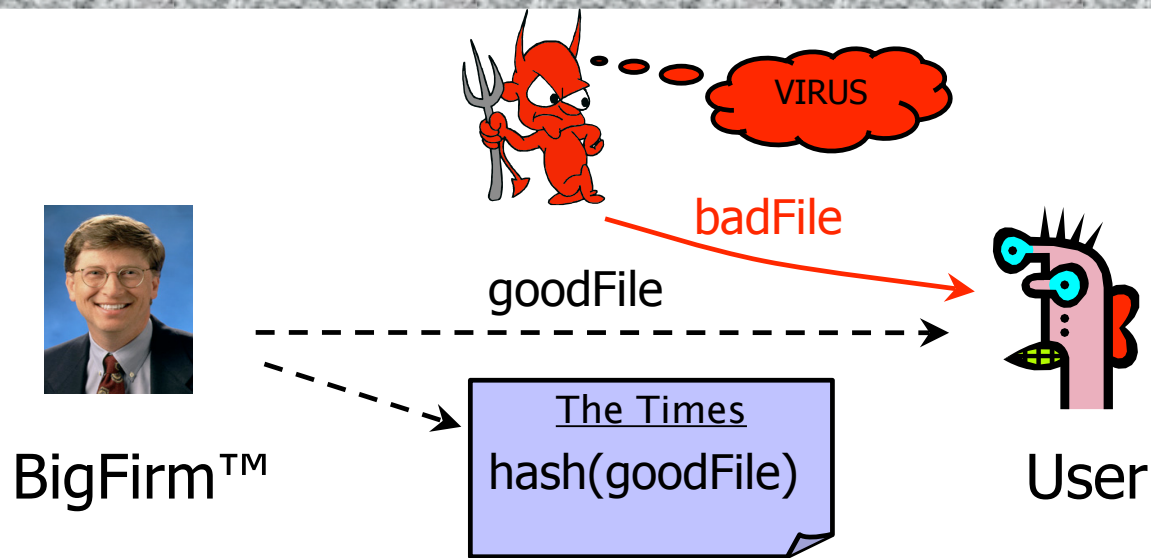 VIRUS
badFile
goodFile
The Times
hash(goodFile)
BigFirm™
User